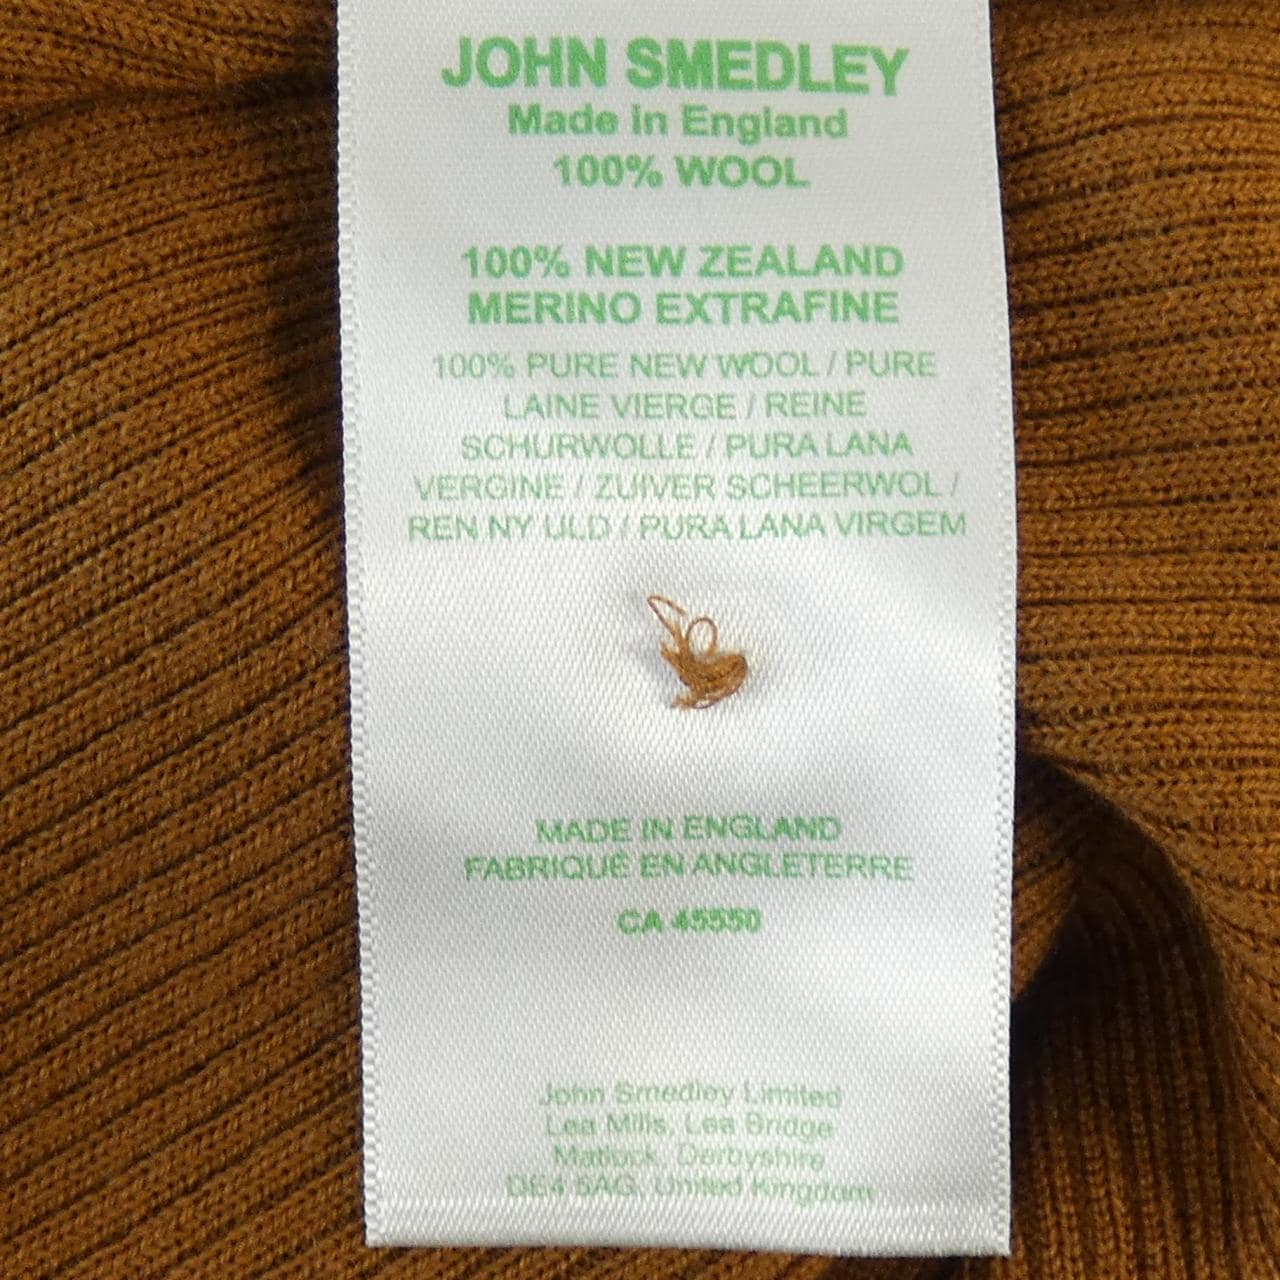 JOHN SMEDLEY
Made in England
100% WOOL
100% NEW ZEALAND
MERINO EXTRAFINE
100% PURE NEW WOOL / PURE
LAINE VIERGE / REINE
SCHURWOLLE / PURA LANA
VERGINE / ZUIVER SCHEERWOL /
REN NY ULD / PURA LANA VIRGEM
MADE IN ENGLAND
FABRIQUÉ EN ANGLETERRE
CA 45550
John Smedley Limited
Lea Mills, Lea Bridge
Matlock, Derbyshire
DE4 5AG, United Kingdom